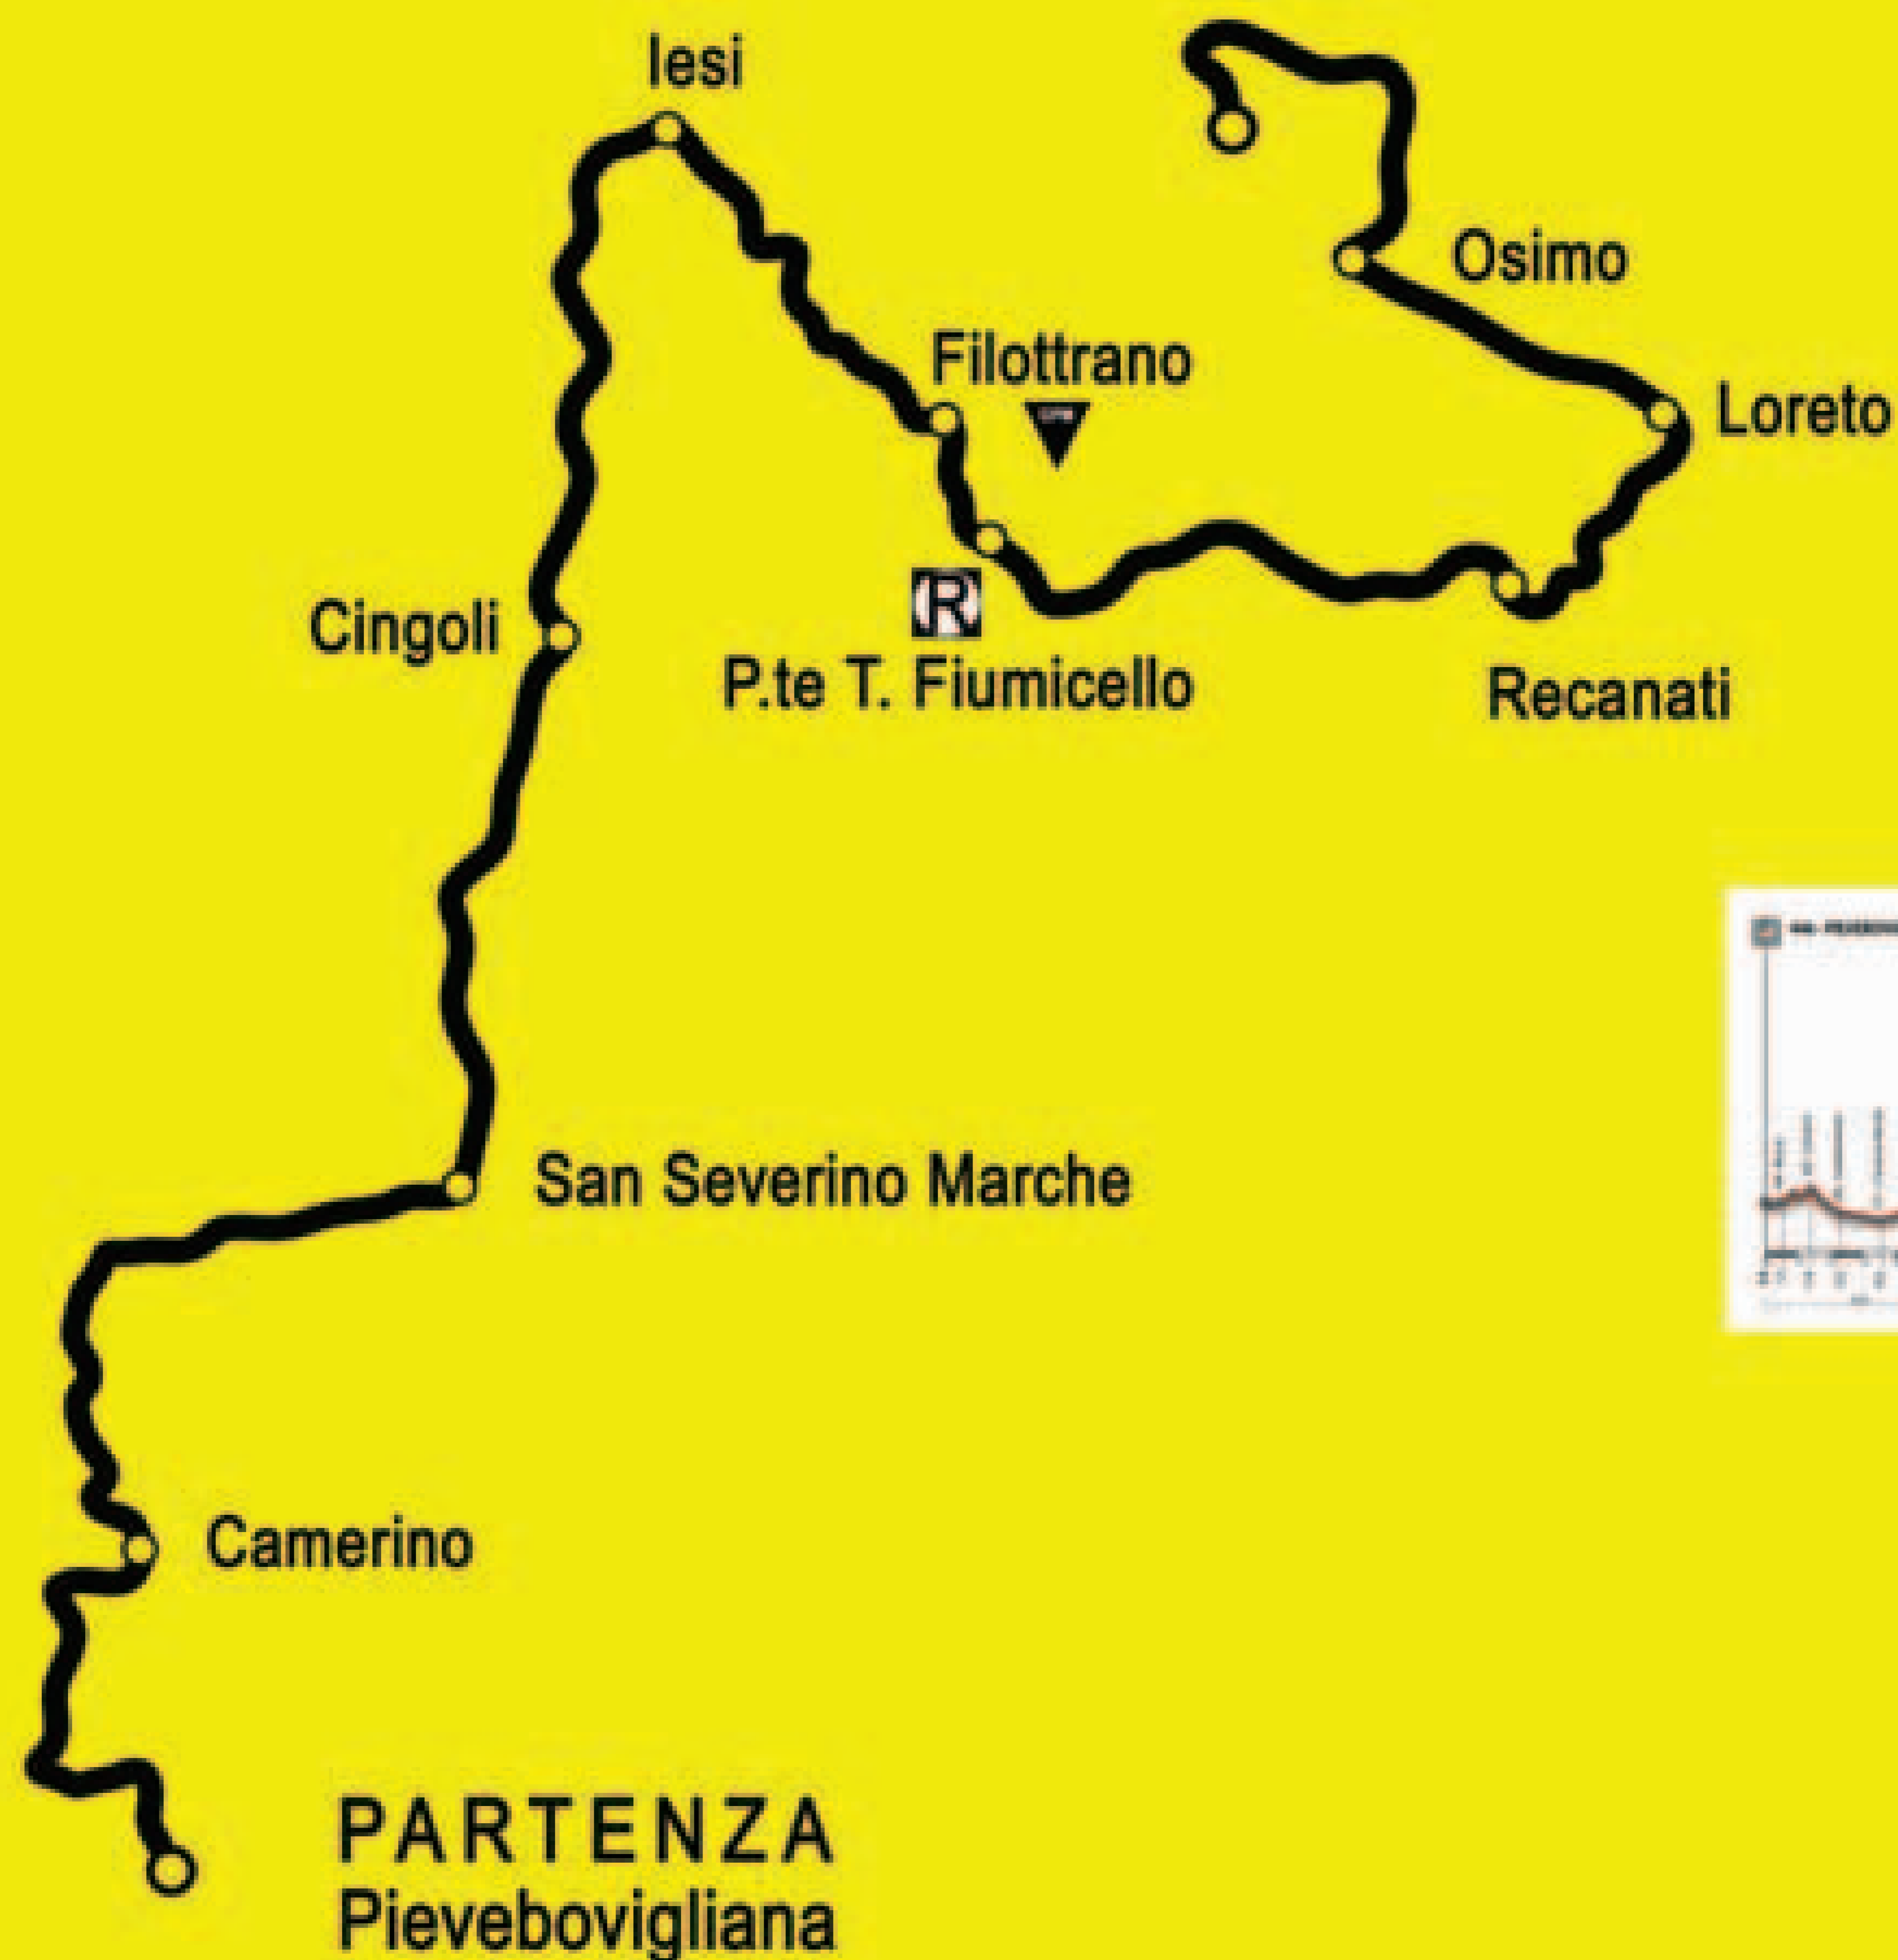 Iesi
Osimo
Filottrano
Loreto
Cingoli
R
P.te T. Fiumicello
Recanati
San Severino Marche
Camerino
PARTENZA
Pievebovigliana